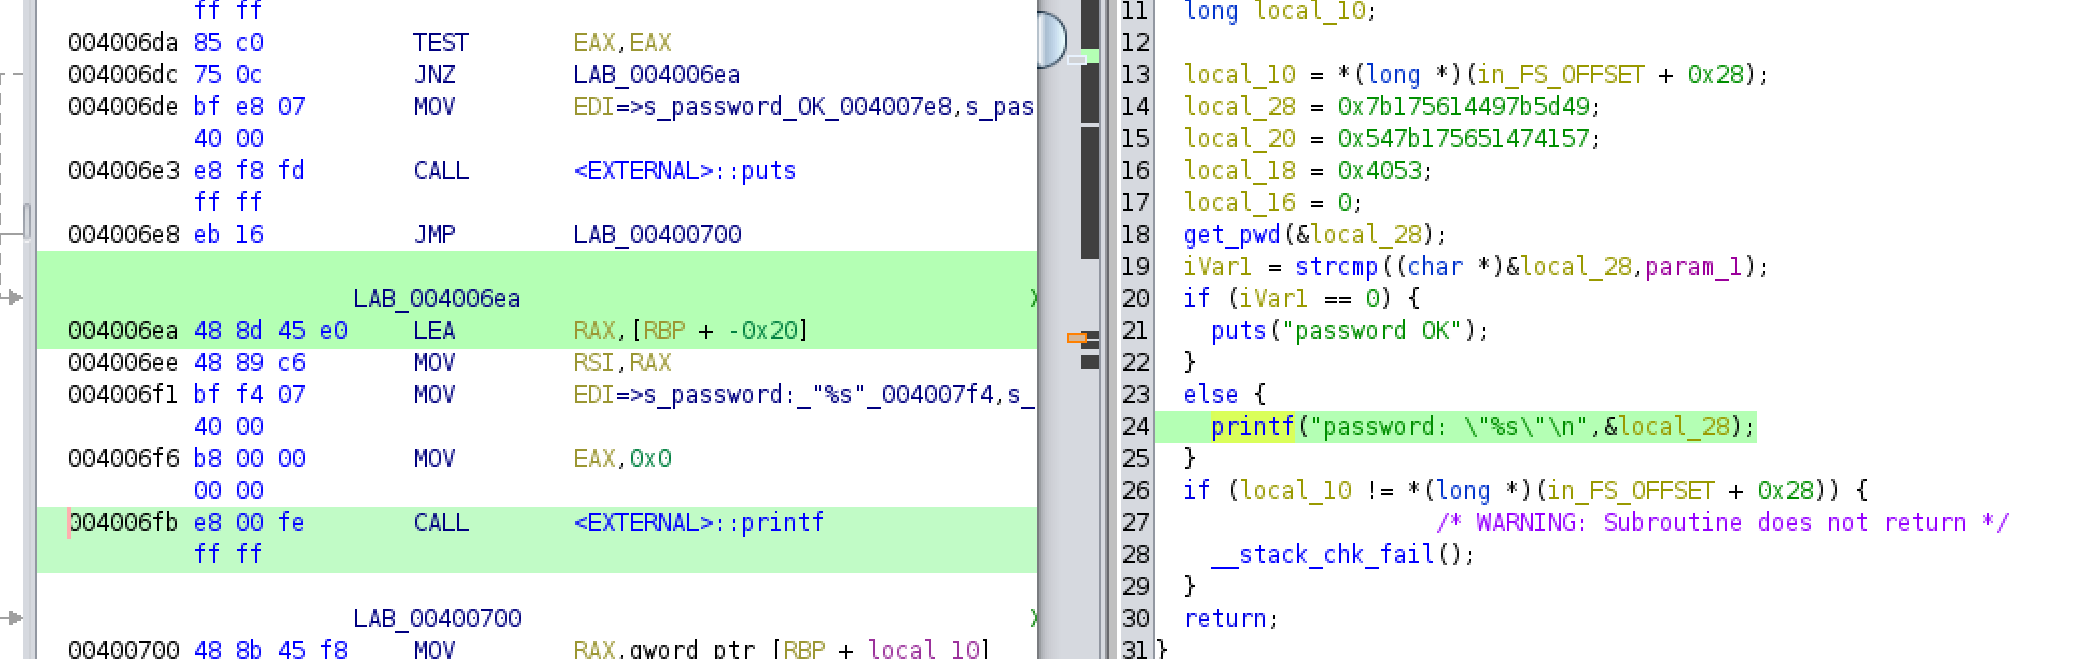 ff ff
004006da 85 c0 TEST EAX,EAX
004006dc 75 0c JNZ LAB_004006ea
004006de bf e8 07 MOV EDI=>s_password_OK_004007e8,s_pas
40 00
004006e3 e8 f8 fd CALL <EXTERNAL>::puts
ff ff
004006e8 eb 16 JMP LAB_00400700
LAB_004006ea
004006ea 48 8d 45 e0 LEA RAX,[RBP + -0x20]
004006ee 48 89 c6 MOV RSI,RAX
004006f1 bf f4 07 MOV EDI=>s_password:_"%s"_004007f4,s_
40 00
004006f6 b8 00 00 MOV EAX,0x0
00 00
004006fb e8 00 fe CALL <EXTERNAL>::printf
ff ff
LAB_00400700
00400700 48 8b 45 f8 MOV RAX,qword ptr [RBP + local_10]
11 long local_10;
12
13 local_10 = *(long *)(in_FS_OFFSET + 0x28);
14 local_28 = 0x7b175614497b5d49;
15 local_20 = 0x547b175651474157;
16 local_18 = 0x4053;
17 local_16 = 0;
18 get_pwd(&local_28);
19 iVar1 = strcmp((char *)&local_28,param_1);
20 if (iVar1 == 0) {
21 puts("password OK");
22 }
23 else {
24 printf("password: \"%s\"\n",&local_28);
25 }
26 if (local_10 != *(long *)(in_FS_OFFSET + 0x28)) {
27 /* WARNING: Subroutine does not return */
28 __stack_chk_fail();
29 }
30 return;
31 }